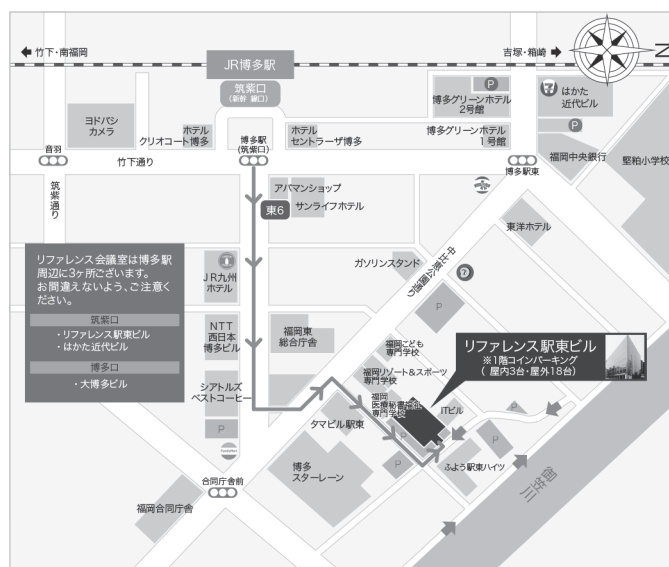 竹下・南福岡
吉塚・箱崎
N
JR博多駅
筑紫口
(新幹線口)
ヨドバシ
カメラ
ホテル
クリオコート博多
博多駅
(筑紫口)
ホテル
セントラーザ博多
P
博多グリーンホテル
2号館
博多グリーンホテル
1号館
はかた
近代ビル
P
福岡中央銀行
堅粕小学校
音羽
竹下通り
博多駅東
筑紫通り
アパマンショップ
東6
サンライフホテル
東洋ホテル
リファレンス会議室は博多駅
周辺に3ヶ所ございます。
お間違えないよう、ご注意く
ださい。
筑紫口
・リファレンス駅東ビル
・はかた近代ビル
博多口
・大博多ビル
JR九州
ホテル
ガソリンスタンド
中比恵公園通り
P
NTT
西日本
博多ビル
福岡東
総合庁舎
福岡こども
専門学校
リファレンス駅東ビル
※1階コインパーキング
( 屋内3台・屋外18台)
福岡リゾート&スポーツ
専門学校
シアトルズ
ベストコーヒー
福岡
医療秘書福祉
専門学校
ITビル
P
P
FamilyMart
タマビル駅東
P
P
P
博多
スターレーン
ふよう駅東ハイツ
御笠川
合同庁舎前
福岡合同庁舎